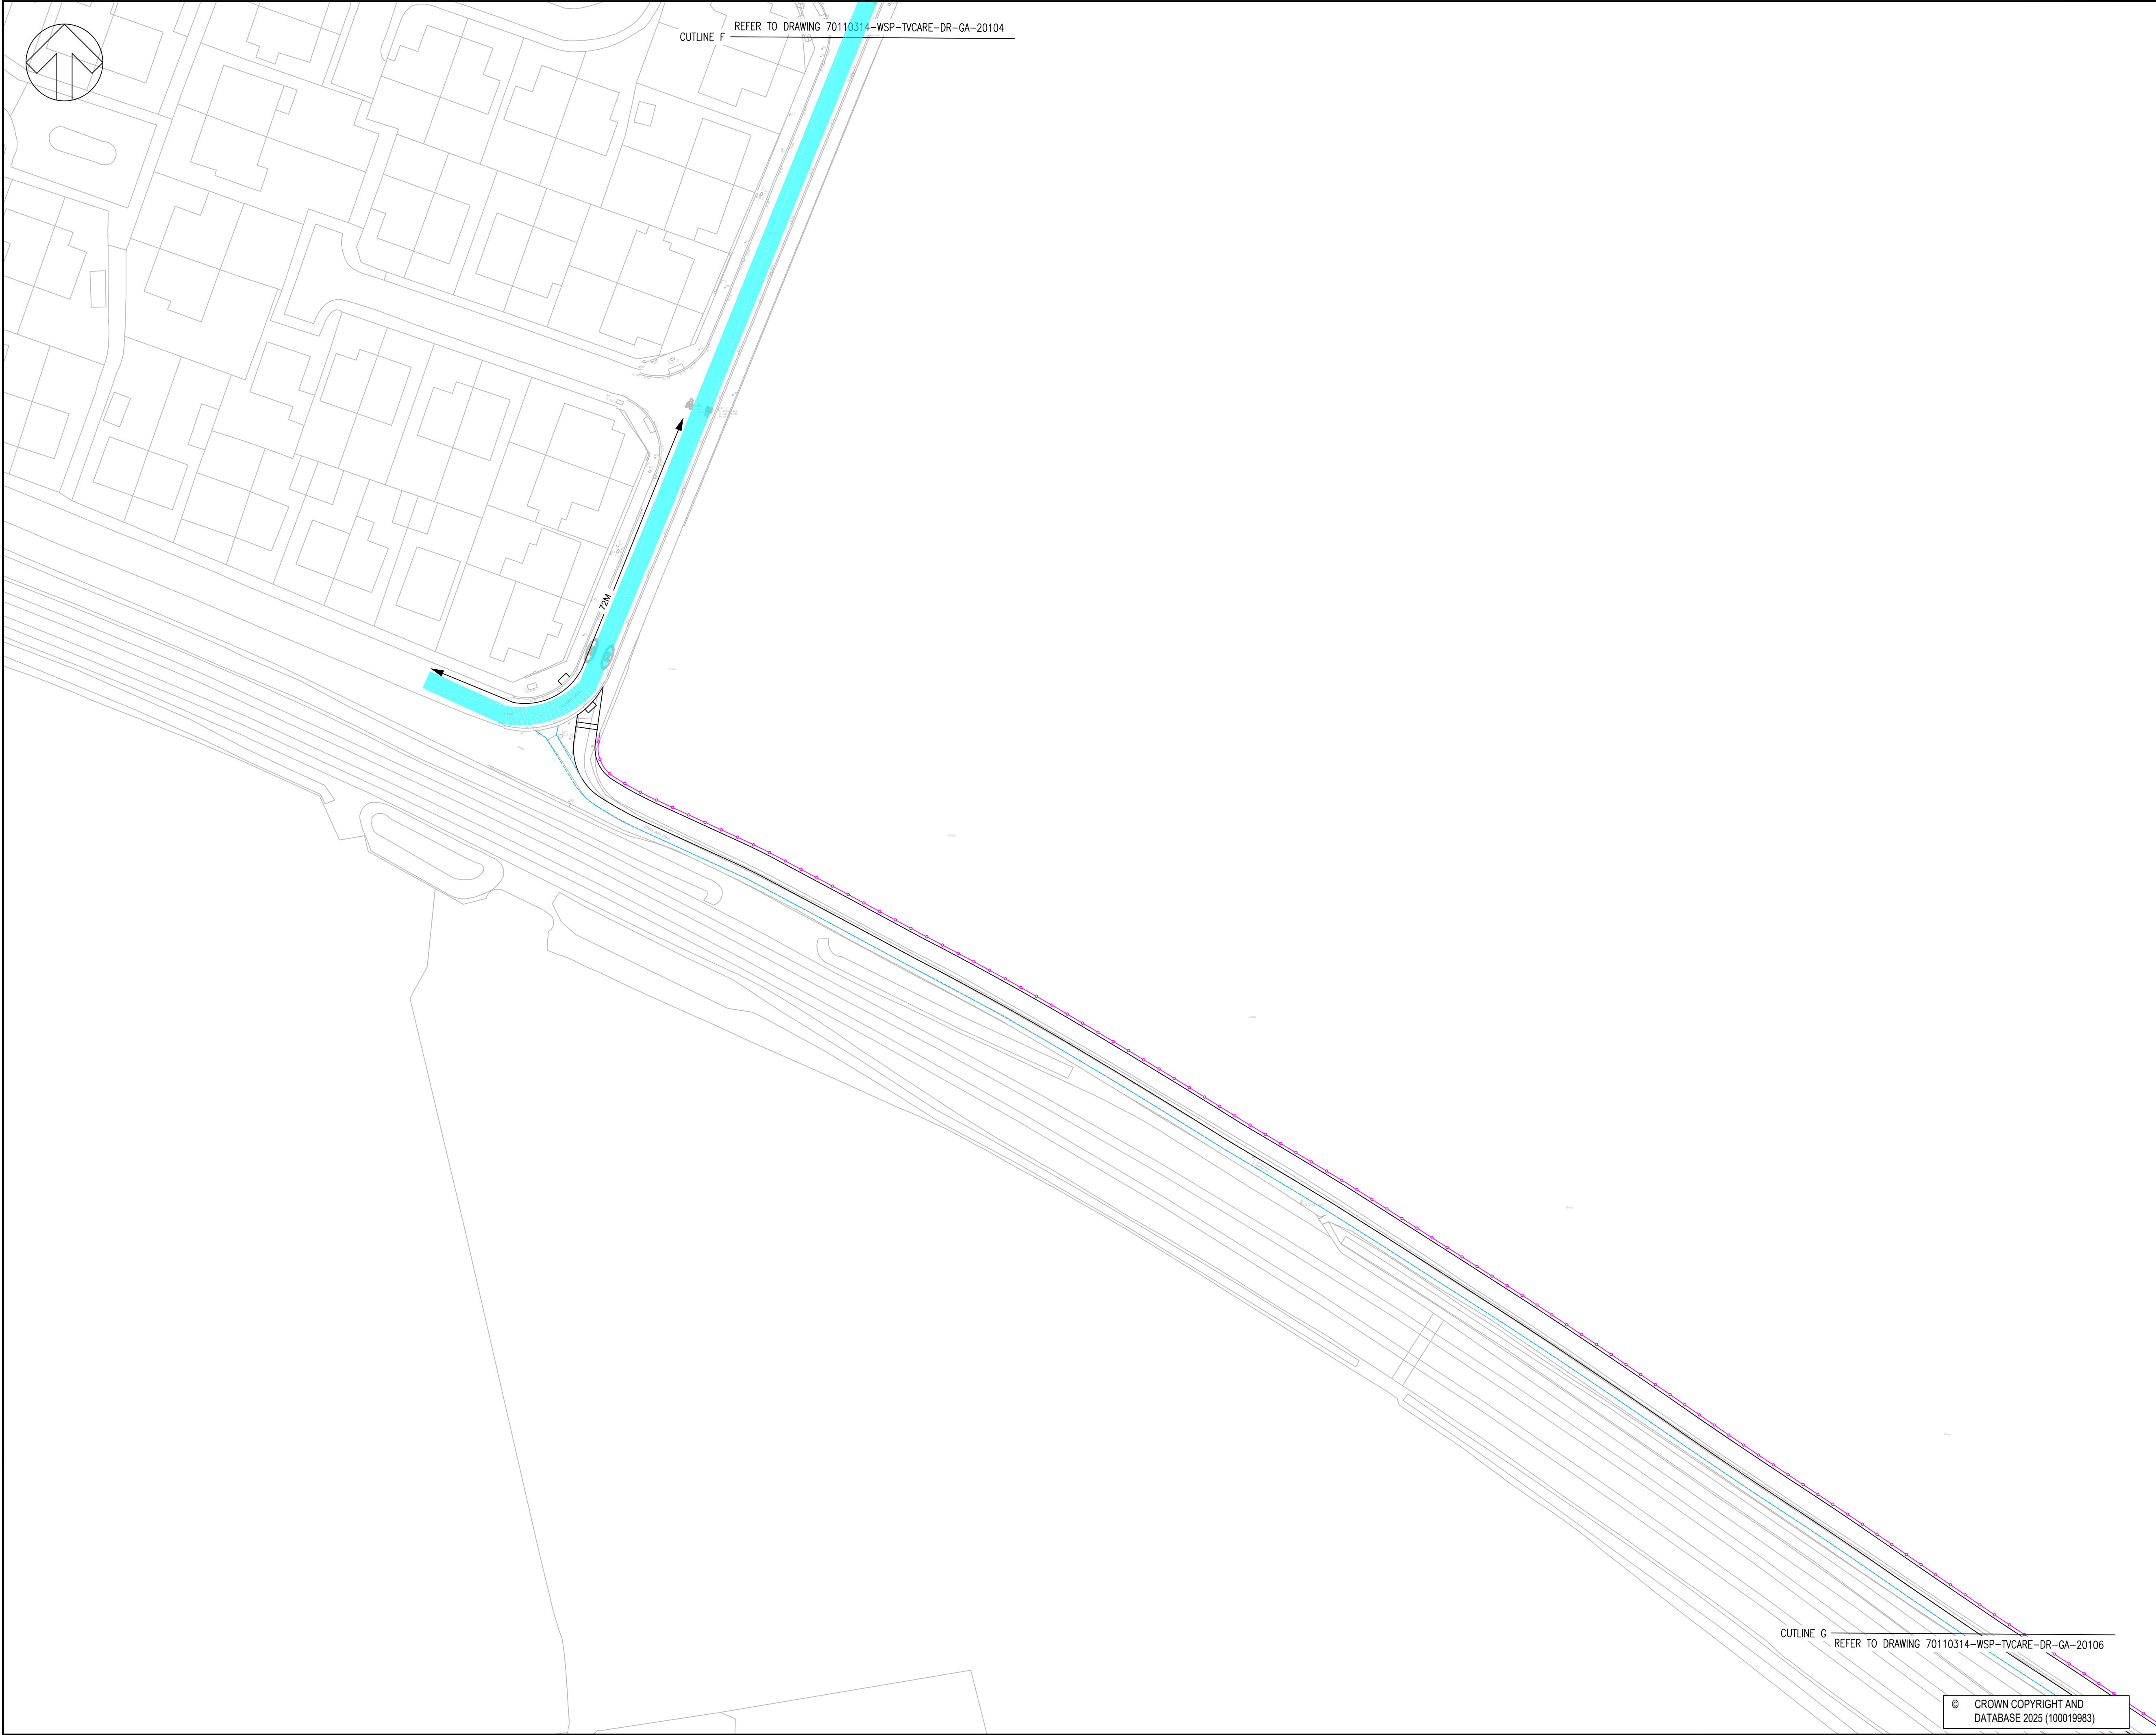 REFER TO DRAWING 70110314-WSP-TVCARE-DR-GA-20104
CUTLINE F
72M
CUTLINE G
REFER TO DRAWING 70110314-WSP-TVCARE-DR-GA-20106
© CROWN COPYRIGHT AND
DATABASE 2025 (100019983)